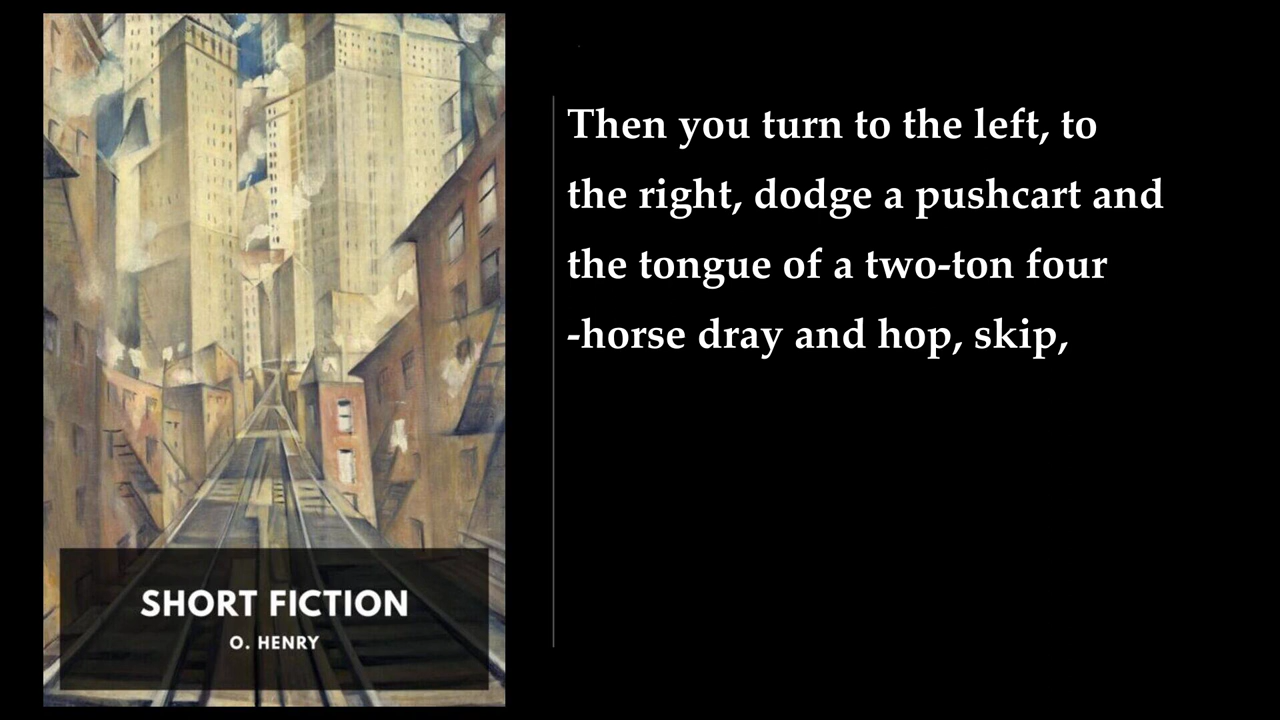 SHORT FICTION
O. HENRY
Then you turn to the left, to
the right, dodge a pushcart and
the tongue of a two-ton four
-horse dray and hop, skip,